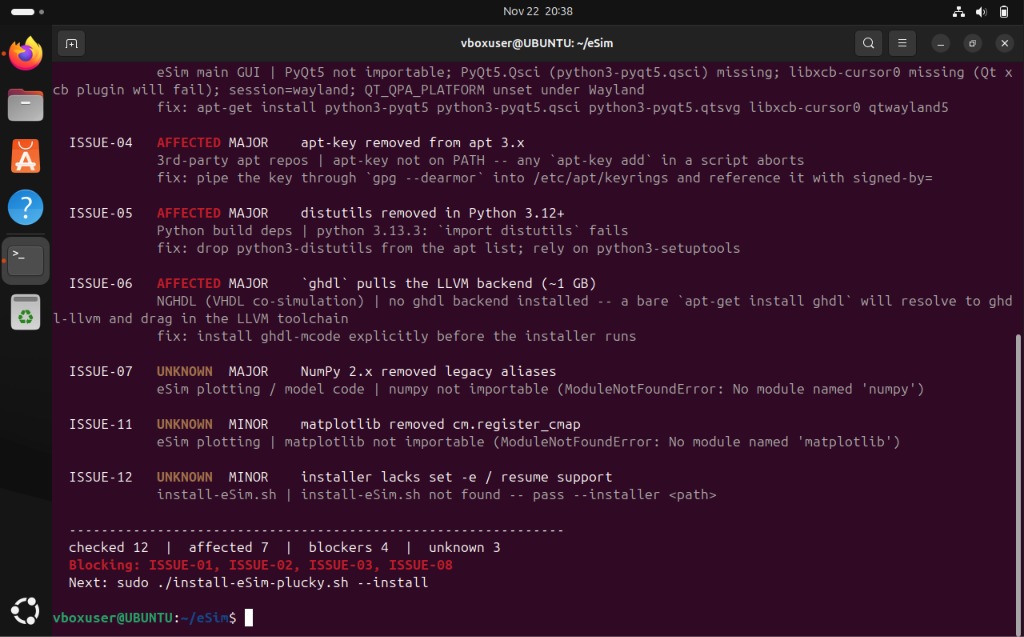 Nov 22 20:38
vboxuser@UBUNTU: ~/eSim
eSim main GUI | PyQt5 not importable; PyQt5.Qsci (python3-pyqt5.qsci) missing; libxcb-cursor0 missing (Qt x
cb plugin will fail); session=wayland; QT_QPA_PLATFORM unset under Wayland
fix: apt-get install python3-pyqt5 python3-pyqt5.qsci python3-pyqt5.qtsvg libxcb-cursor0 qtwayland5
ISSUE-04 AFFECTED MAJOR apt-key removed from apt 3.x
3rd-party apt repos | apt-key not on PATH -- any `apt-key add` in a script aborts
fix: pipe the key through `gpg --dearmor` into /etc/apt/keyrings and reference it with signed-by=
ISSUE-05 AFFECTED MAJOR distutils removed in Python 3.12+
Python build deps | python 3.13.3: `import distutils` fails
fix: drop python3-distutils from the apt list; rely on python3-setuptools
ISSUE-06 AFFECTED MAJOR `ghdl` pulls the LLVM backend (~1 GB)
NGHDL (VHDL co-simulation) | no ghdl backend installed -- a bare `apt-get install ghdl` will resolve to ghd
l-llvm and drag in the LLVM toolchain
fix: install ghdl-mcode explicitly before the installer runs
ISSUE-07 UNKNOWN MAJOR NumPy 2.x removed legacy aliases
eSim plotting / model code | numpy not importable (ModuleNotFoundError: No module named 'numpy')
ISSUE-11 UNKNOWN MINOR matplotlib removed cm.register_cmap
eSim plotting | matplotlib not importable (ModuleNotFoundError: No module named 'matplotlib')
ISSUE-12 UNKNOWN MINOR installer lacks set -e / resume support
install-eSim.sh | install-eSim.sh not found -- pass --installer <path>
--------------------------------------------------------------
checked 12 | affected 7 | blockers 4 | unknown 3
Blocking: ISSUE-01, ISSUE-02, ISSUE-03, ISSUE-08
Next: sudo ./install-eSim-plucky.sh --install
vboxuser@UBUNTU:~/eSim$